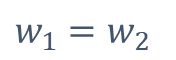 w₁ = w₂